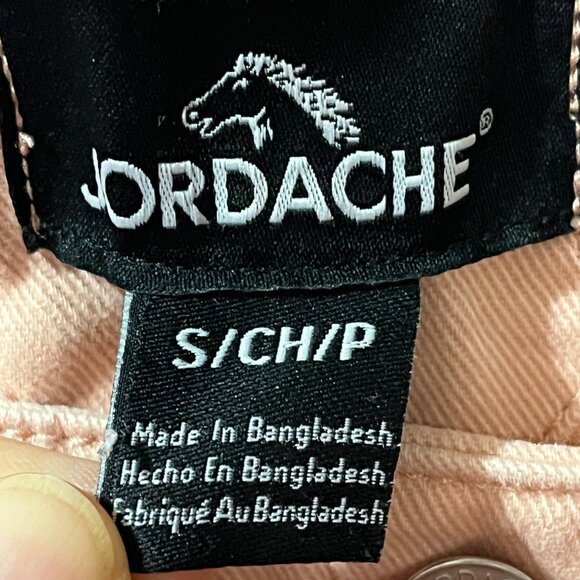 JORDACHE®
S/CH/P
Made In Bangladesh
Hecho En Bangladesh
Fabriqué Au Bangladesh